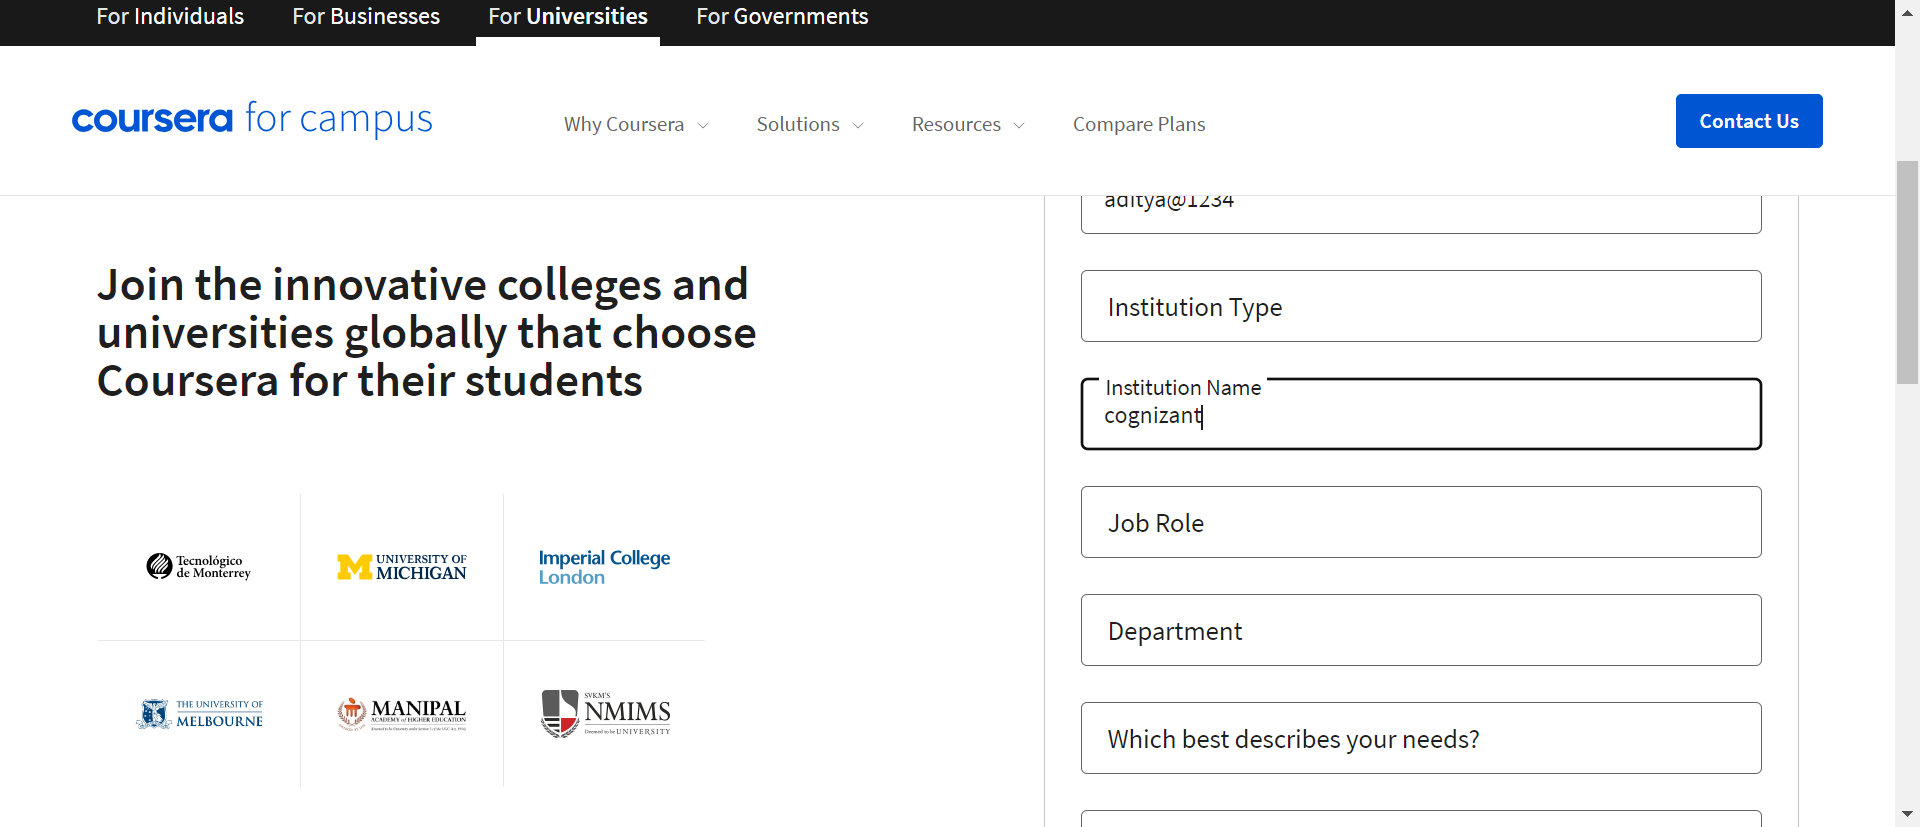 For Individuals
For Businesses
For Universities
For Governments
coursera for campus
Why Coursera
Solutions
Resources
Compare Plans
Contact Us
aditya@1234
Join the innovative colleges and
universities globally that choose
Coursera for their students
Institution Type
Institution Name
cognizant
Job Role
Department
Which best describes your needs?
Tecnológico
de Monterrey
M UNIVERSITY OF
MICHIGAN
Imperial College
London
THE UNIVERSITY OF
MELBOURNE
MANIPAL
ACADEMY of HIGHER EDUCATION
SVKM'S
NMIMS
Deemed to be UNIVERSITY